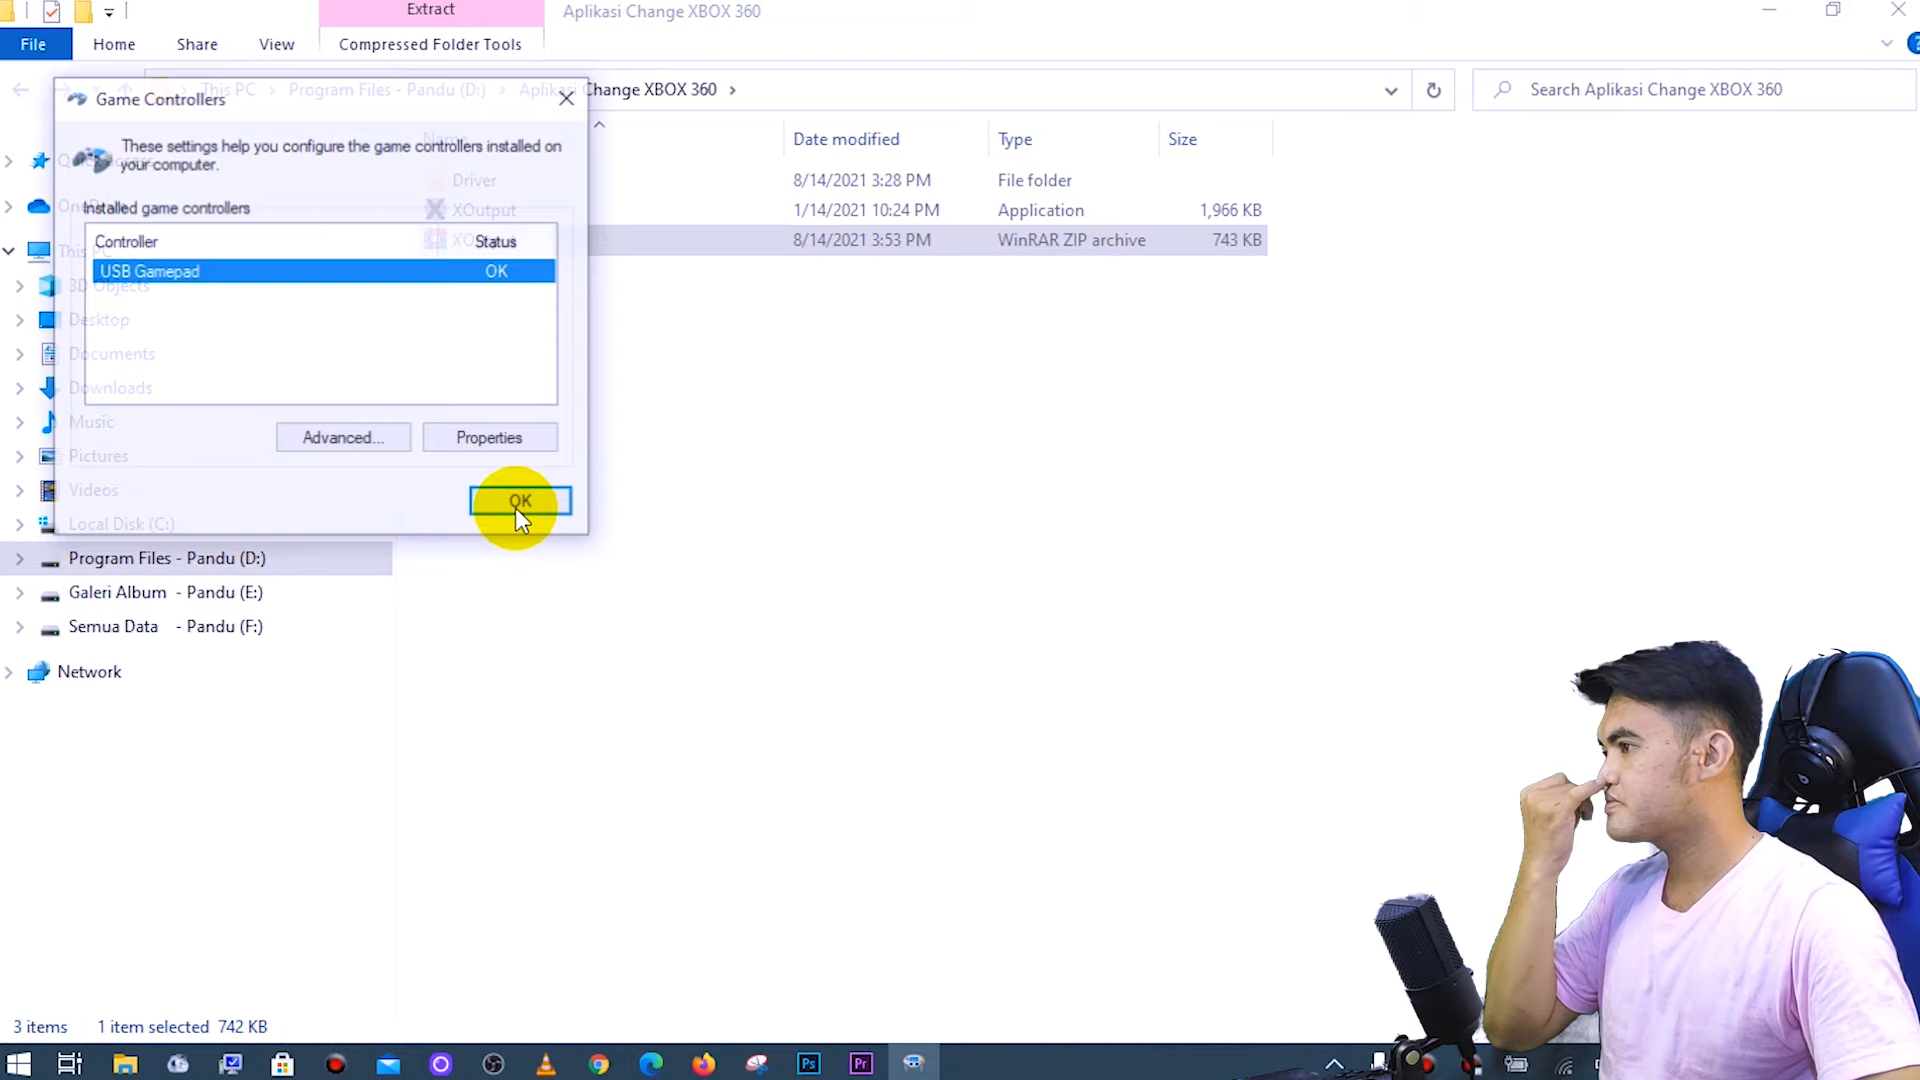 Extract
Aplikasi Change XBOX 360
File
Home
Share
View
Compressed Folder Tools
This PC > Program Files - Pandu (D:) > Aplikasi Change XBOX 360 >
Search Aplikasi Change XBOX 360
Game Controllers
These settings help you configure the game controllers installed on
your computer.
Installed game controllers
Controller
Status
USB Gamepad
OK
Advanced...
Properties
OK
Name
Date modified
Type
Size
Driver
8/14/2021 3:28 PM
File folder
XOutput
1/14/2021 10:24 PM
Application
1,966 KB
8/14/2021 3:53 PM
WinRAR ZIP archive
743 KB
This PC
3D Objects
Desktop
Documents
Downloads
Music
Pictures
Videos
Local Disk (C:)
Program Files - Pandu (D:)
Galeri Album - Pandu (E:)
Semua Data - Pandu (F:)
Network
3 items
1 item selected 742 KB
Ps
Pr